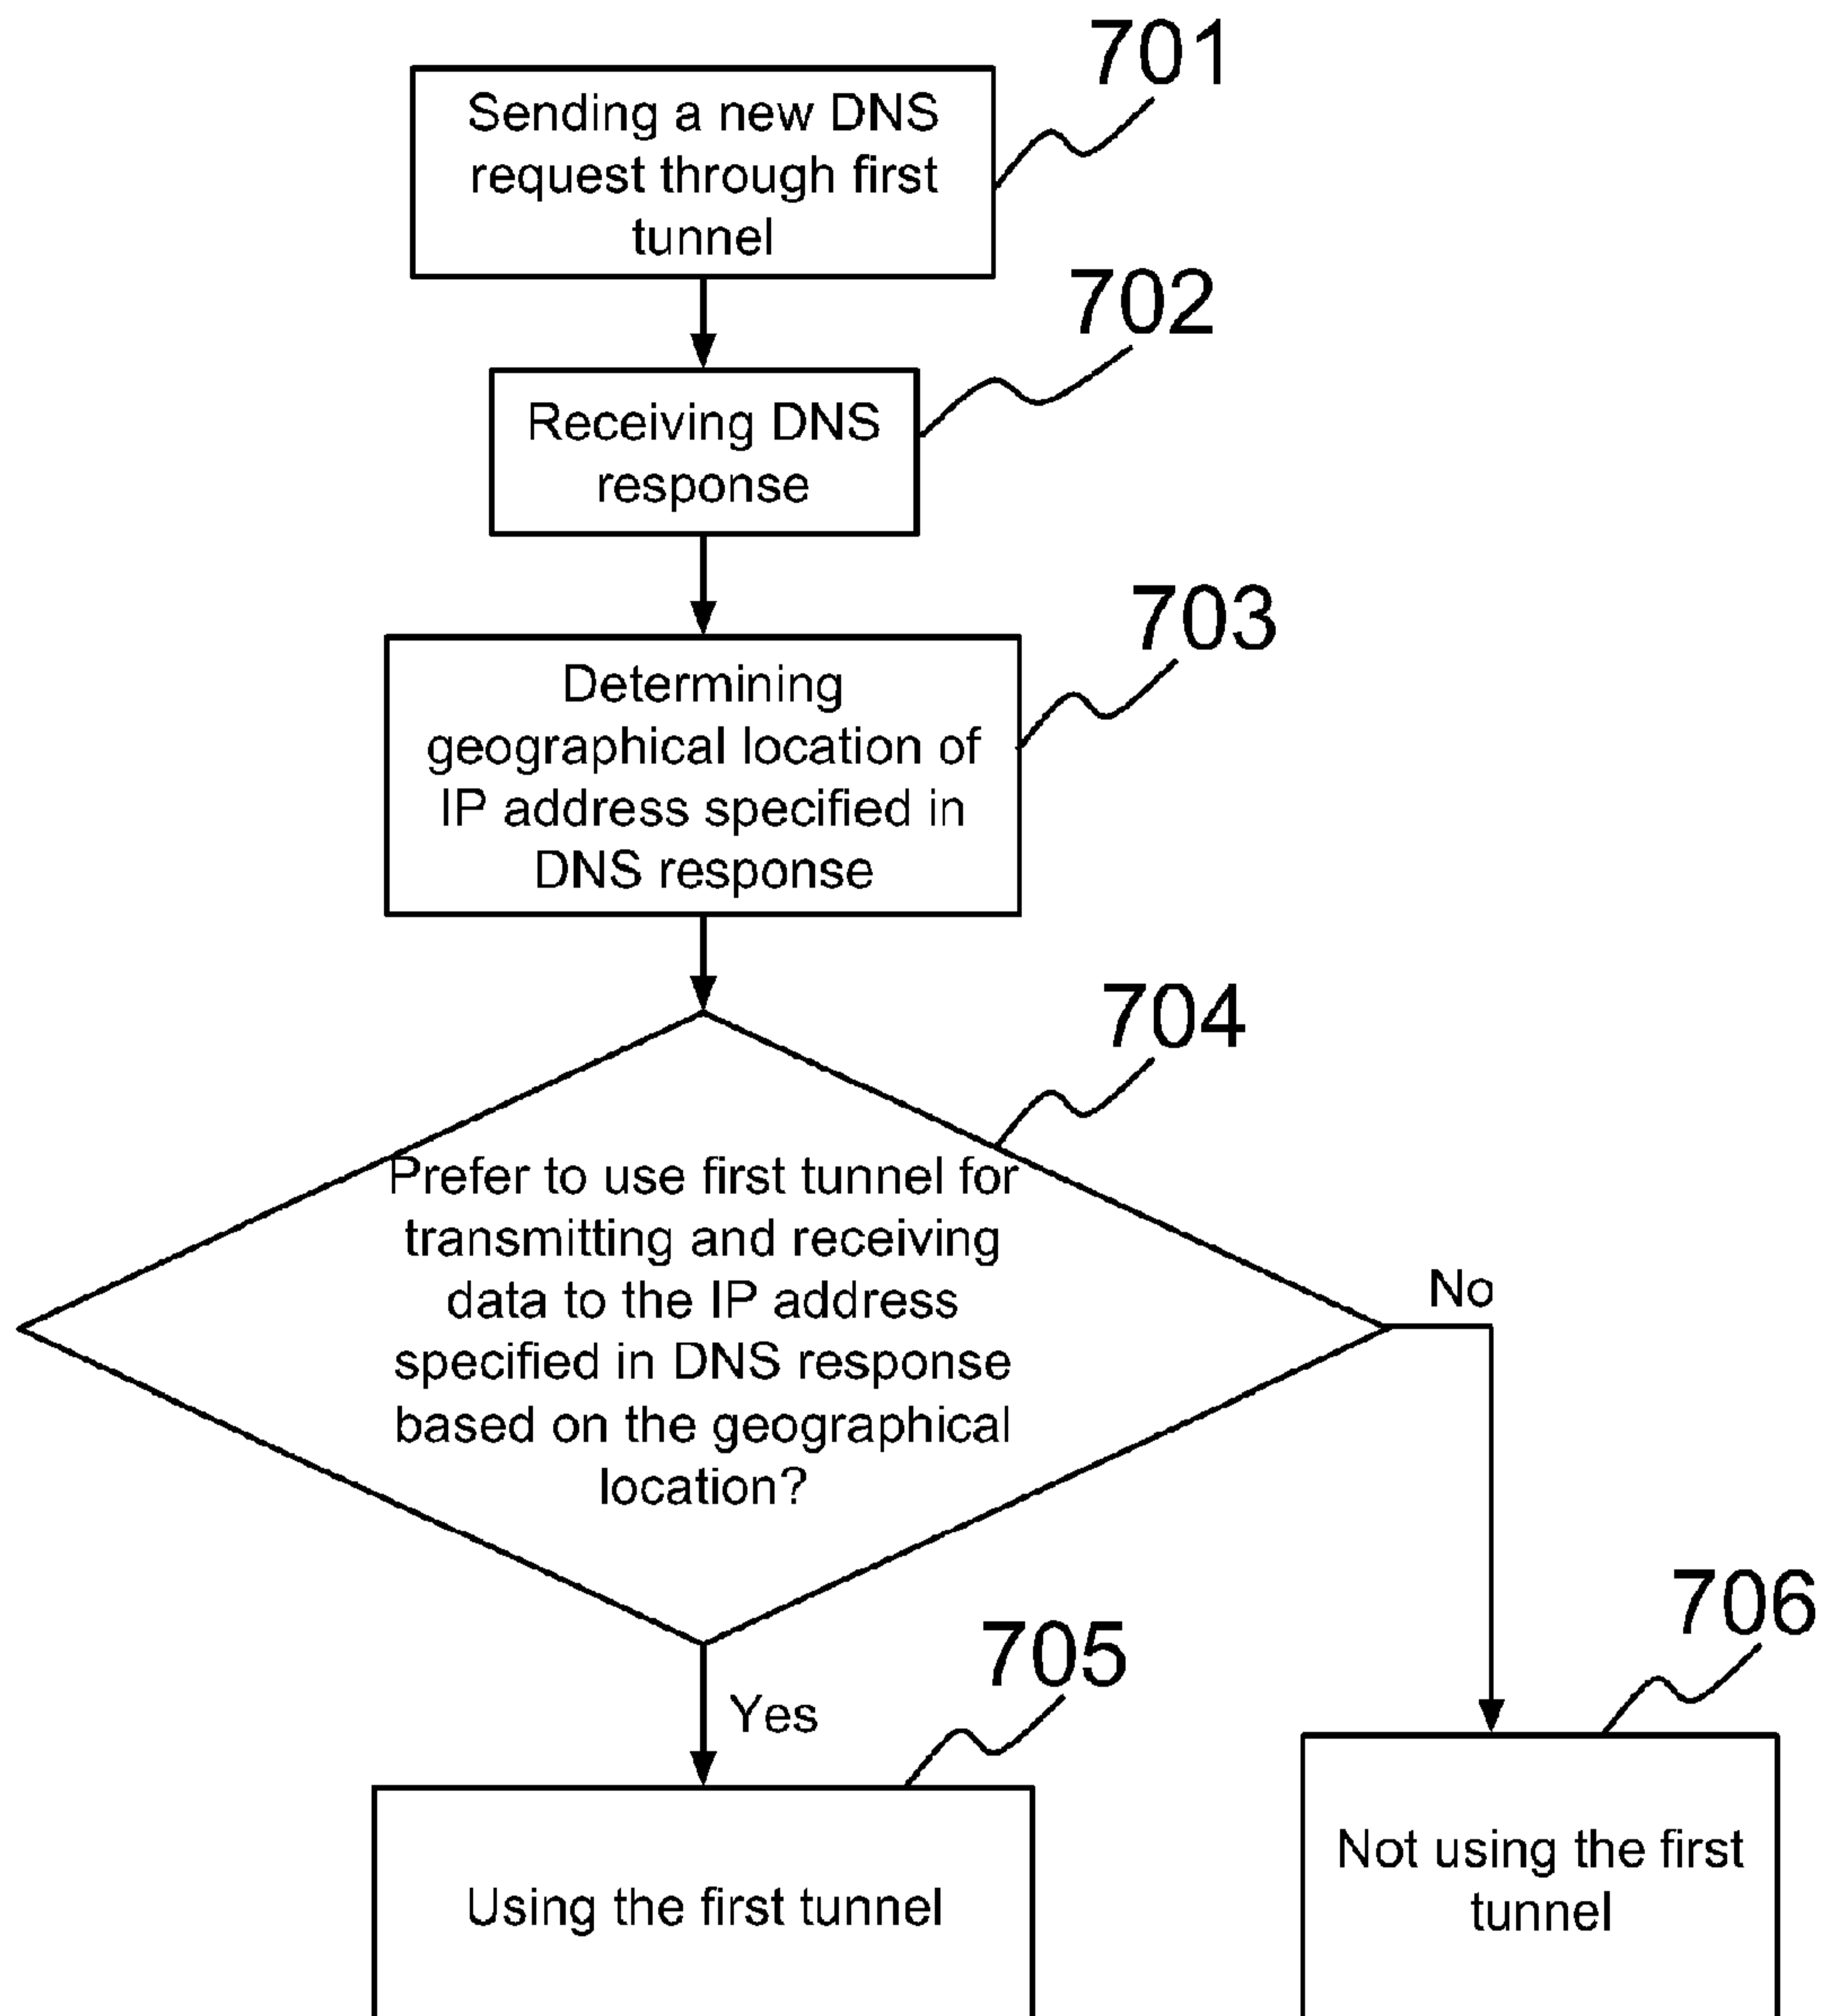 701
Sending a new DNS
request through first
tunnel
702
Receiving DNS
response
703
Determining
geographical location of
IP address specified in
DNS response
704
Prefer to use first tunnel for
transmitting and receiving
data to the IP address
specified in DNS response
based on the geographical
location?
No
Yes
705
706
Using the first tunnel
Not using the first
tunnel